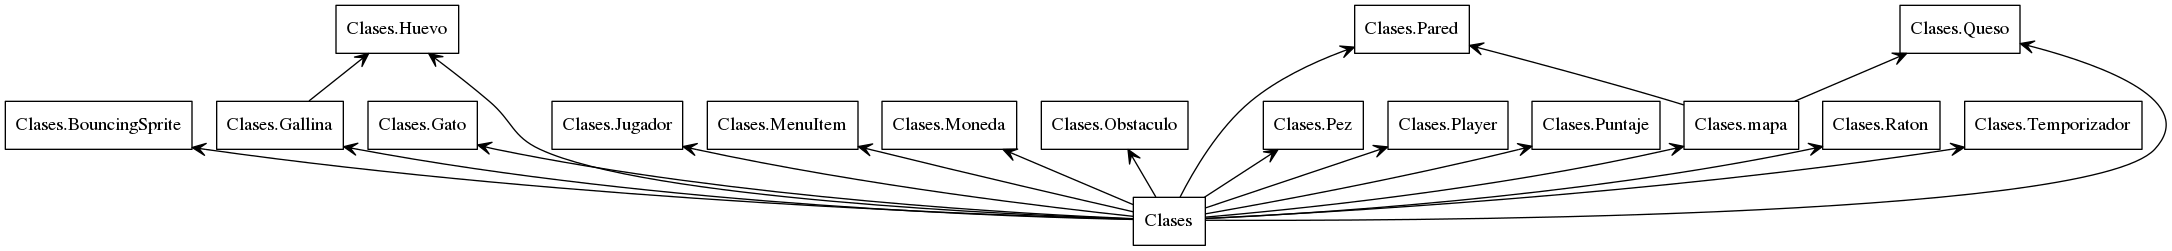 Clases.Huevo
Clases.Pared
Clases.Queso
Clases.BouncingSprite
Clases.Gallina
Clases.Gato
Clases.Jugador
Clases.MenuItem
Clases.Moneda
Clases.Obstaculo
Clases.Pez
Clases.Player
Clases.Puntaje
Clases.mapa
Clases.Raton
Clases.Temporizador
Clases